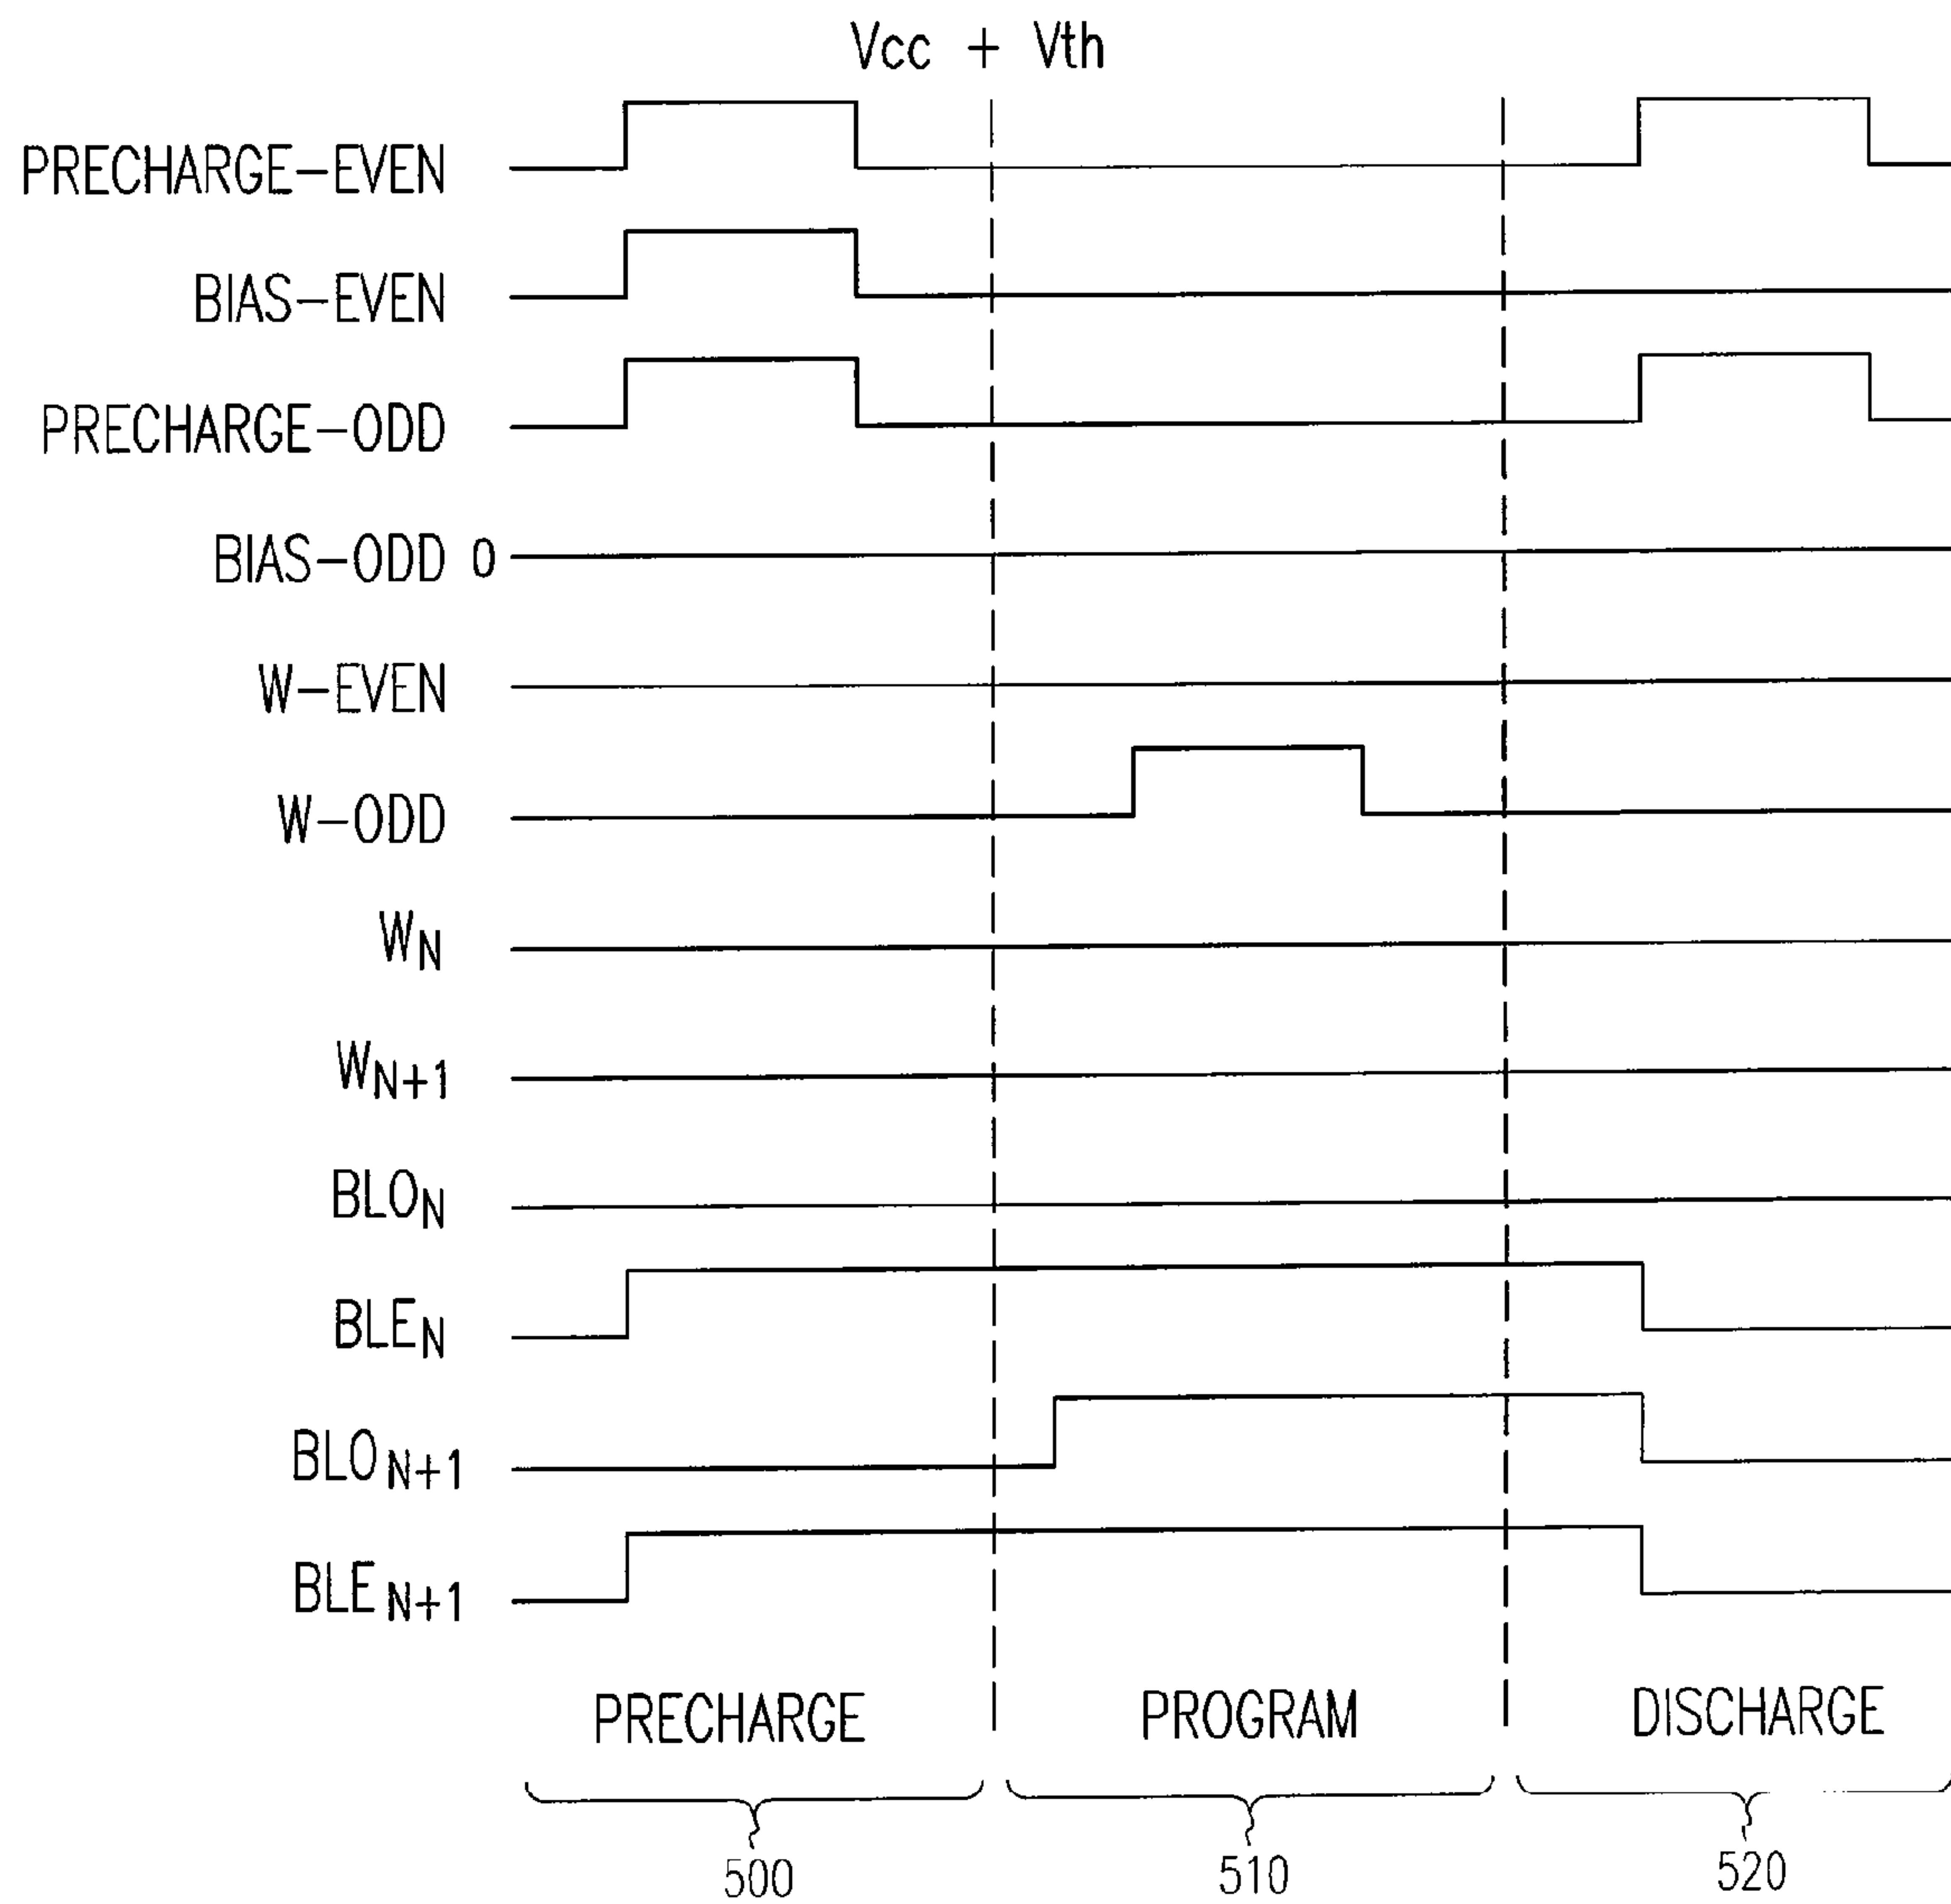 Vcc + Vth
PRECHARGE-EVEN
BIAS-EVEN
PRECHARGE-ODD
BIAS-ODD 0
W-EVEN
W-ODD
WN
WN+1
BLON
BLEN
BLON+1
BLEN+1
PRECHARGE PROGRAM DISCHARGE
500 510 520